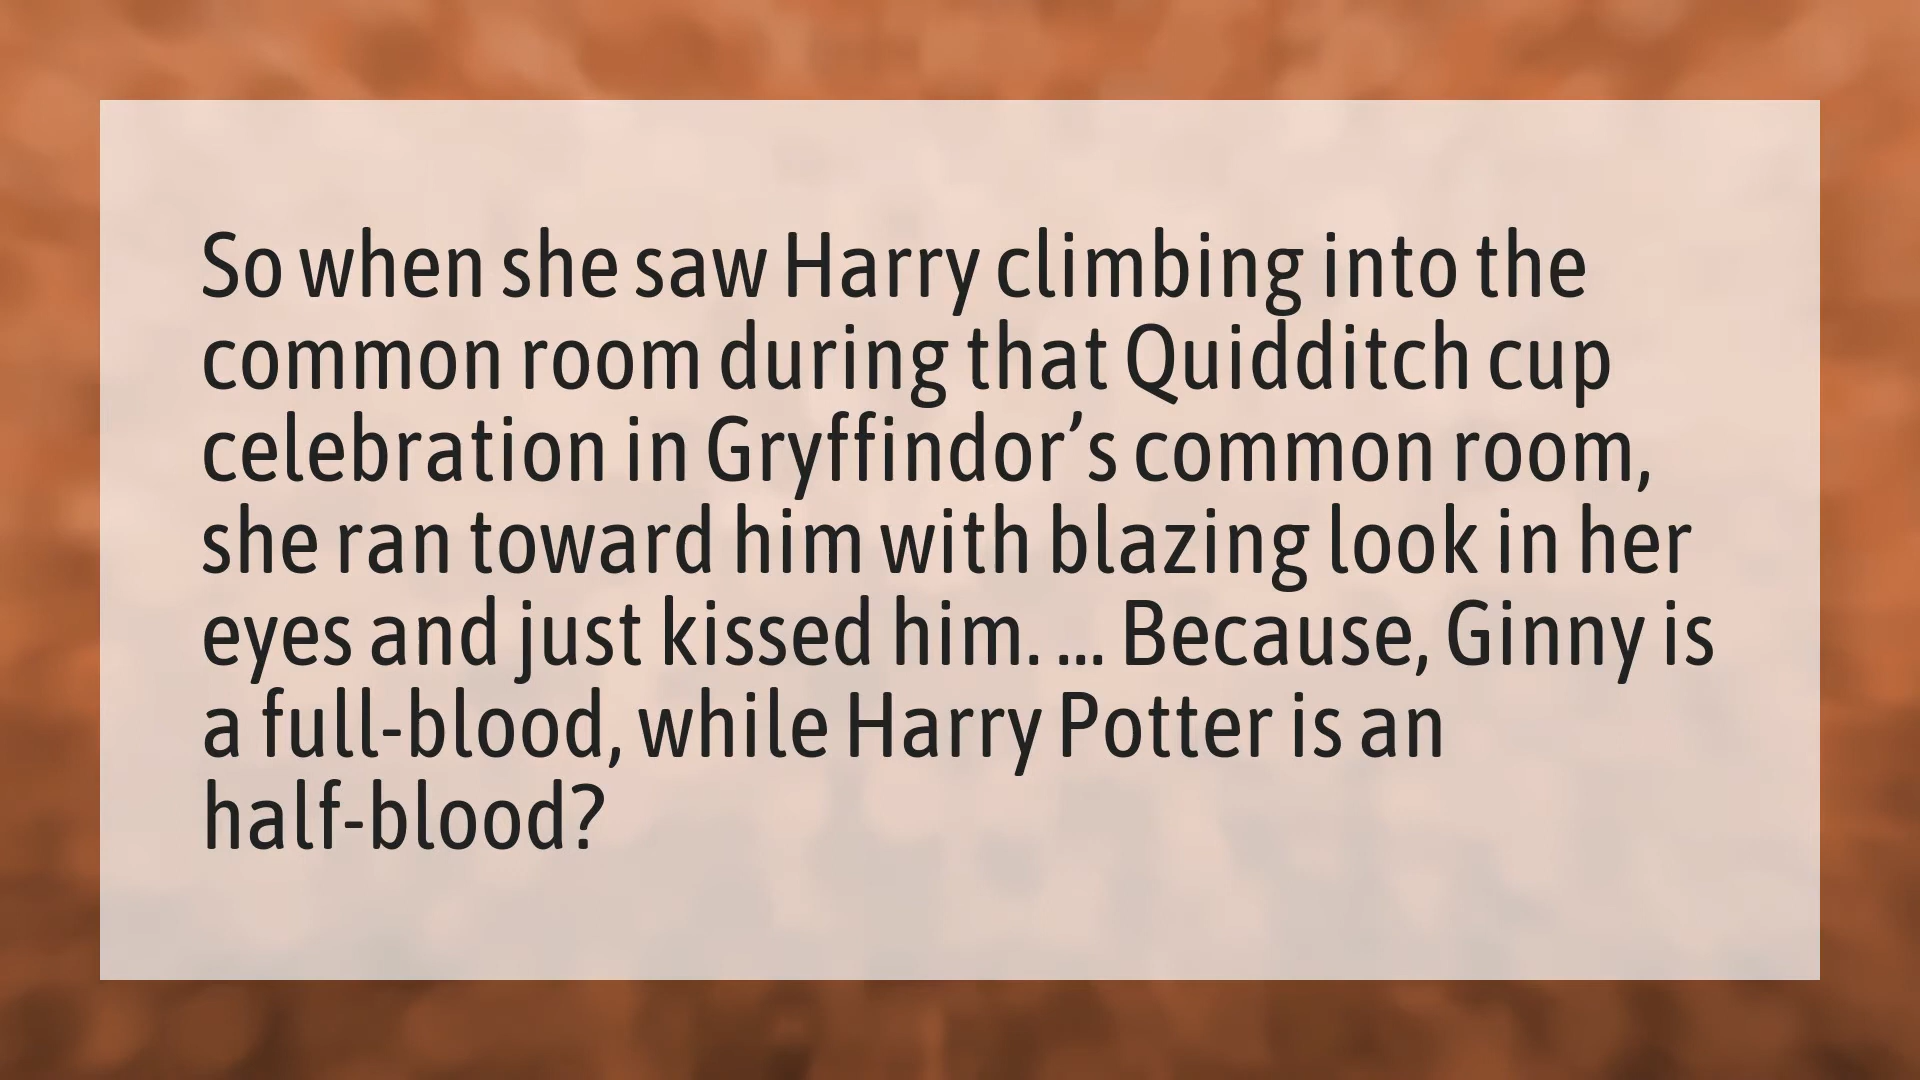 So when she saw Harry climbing into the
common room during that Quidditch cup
celebration in Gryffindor’s common room,
she ran toward him with blazing look in her
eyes and just kissed him. ... Because, Ginny is
a full-blood, while Harry Potter is an
half-blood?